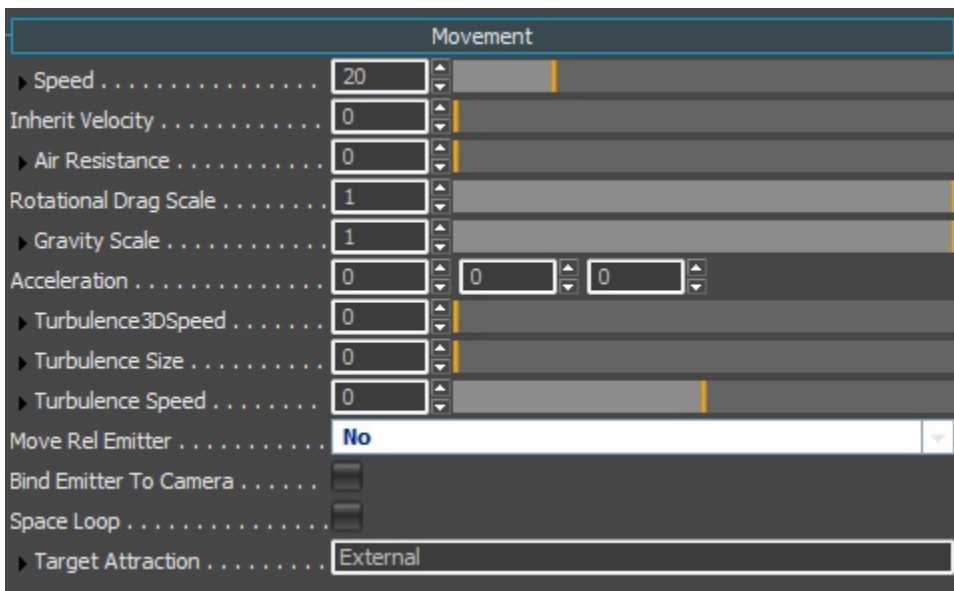 Movement
Speed . . . . . . . . . . . . . . . . 20
Inherit Velocity . . . . . . . . . . . . 0
Air Resistance . . . . . . . . . . . 0
Rotational Drag Scale . . . . . . . . 1
Gravity Scale . . . . . . . . . . . . 1
Acceleration . . . . . . . . . . . . . . 0 0 0
Turbulence3DSpeed . . . . . . . 0
Turbulence Size . . . . . . . . . . 0
Turbulence Speed . . . . . . . . 0
Move Rel Emitter . . . . . . . . . . . No
Bind Emitter To Camera . . . . . .
Space Loop . . . . . . . . . . . . . . .
Target Attraction . . . . . . . . . External